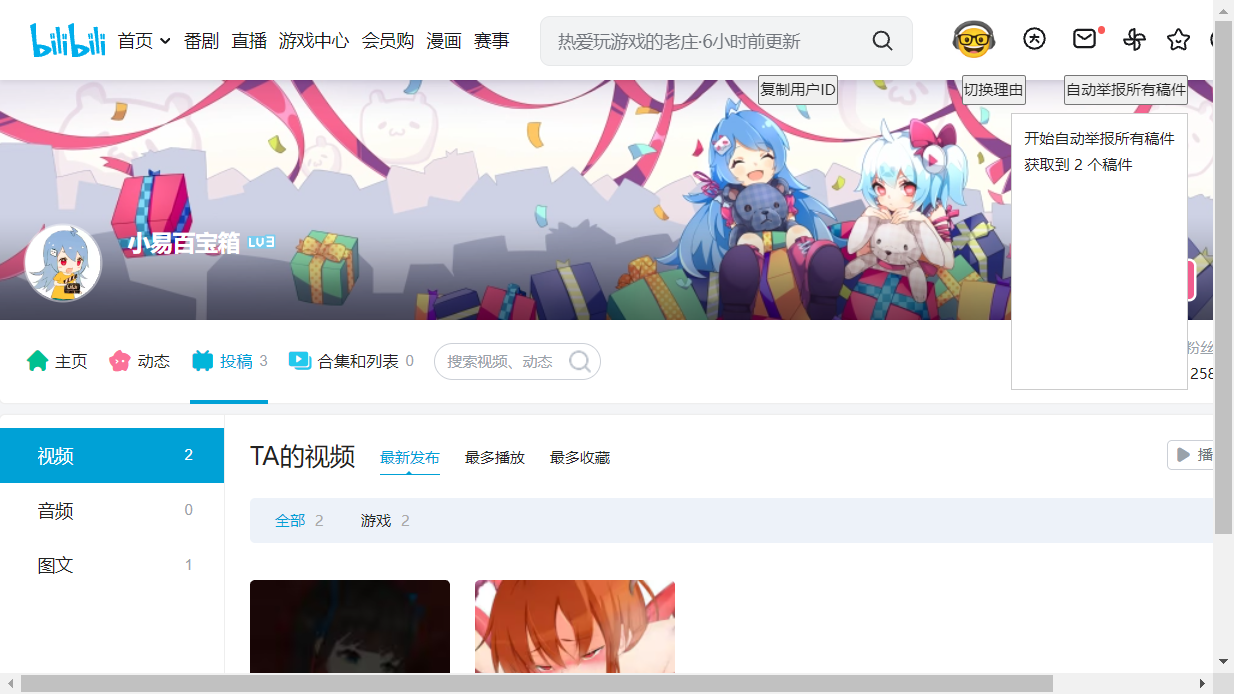 bilibili 首页 番剧 直播 游戏中心 会员购 漫画 赛事 热爱玩游戏的老庄·6小时前更新
复制用户ID 切换理由 自动举报所有稿件
开始自动举报所有稿件
获取到 2 个稿件
小易百宝箱 LV3
主页 动态 投稿 3 合集和列表 0 搜索视频、动态
粉丝
258
视频 2
音频 0
图文 1
TA的视频 最新发布 最多播放 最多收藏 播
全部 2 游戏 2